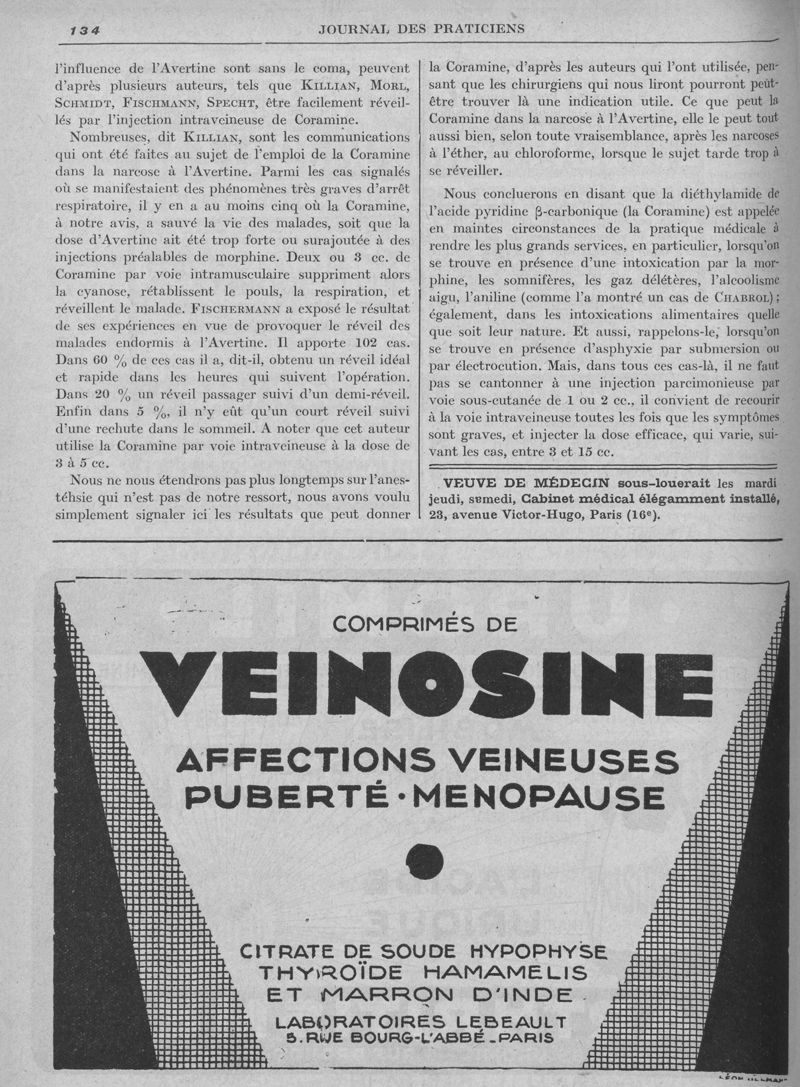 134
JOURNAL DES PRATICIENS
l'influence de l'Avertine sont sans le coma, peuvent
d'après plusieurs auteurs, tels que KILLIAN, MORL,
SCHMIDT, FISCHMANN, SPECHT, être facilement réveil-
lés par l'injection intraveineuse de Coramine.
Nombreuses, dit KILLIAN, sont les communications
qui ont été faites au sujet de l'emploi de la Coramine
dans la narcose à l'Avertine. Parmi les cas signalés
où se manifestaient des phénomènes très graves d'arrêt
respiratoire, il y en a au moins cinq où la Coramine,
à notre avis, a sauvé la vie des malades, soit que la
dose d'Avertine ait été trop forte ou surajoutée à des
injections préalables de morphine. Deux ou 3 cc. de
Coramine par voie intramusculaire suppriment alors
la cyanose, rétablissent le pouls, la respiration, et
réveillent le malade. FISCHERMANN a exposé le résultat
de ses expériences en vue de provoquer le réveil des
malades endormis à l'Avertine. Il apporte 102 cas.
Dans 60 % de ces cas il a, dit-il, obtenu un réveil idéal
et rapide dans les heures qui suivent l'opération.
Dans 20 % un réveil passager suivi d'un demi-réveil.
Enfin dans 5 %, il n'y eût qu'un court réveil suivi
d'une rechute dans le sommeil. A noter que cet auteur
utilise la Coramine par voie intraveineuse à la dose de
3 à 5 cc.
Nous ne nous étendrons pas plus longtemps sur l'anes-
téhsie qui n'est pas de notre ressort, nous avons voulu
simplement signaler ici les résultats que peut donner
la Coramine, d'après les auteurs qui l'ont utilisée, pen-
sant que les chirurgiens qui nous liront pourront peut-
être trouver là une indication utile. Ce que peut la
Coramine dans la narcose à l'Avertine, elle le peut tout
aussi bien, selon toute vraisemblance, après les narcoses
à l'éther, au chloroforme, lorsque le sujet tarde trop à
se réveiller.
Nous concluerons en disant que la diéthylamide de
l'acide pyridine β-carbonique (la Coramine) est appelée
en maintes circonstances de la pratique médicale à
rendre les plus grands services, en particulier, lorsqu'on
se trouve en présence d'une intoxication par la mor-
phine, les somnifères, les gaz délétères, l'alcoolisme
aigu, l'aniline (comme l'a montré un cas de CHABROL) ;
également, dans les intoxications alimentaires quelle
que soit leur nature. Et aussi, rappelons-le, lorsqu'on
se trouve en présence d'asphyxie par submersion ou
par électrocution. Mais, dans tous ces cas-là, il ne faut
pas se cantonner à une injection parcimonieuse par
voie sous-cutanée de 1 ou 2 cc., il convient de recourir
à la voie intraveineuse toutes les fois que les symptômes
sont graves, et injecter la dose efficace, qui varie, sui-
vant les cas, entre 3 et 15 cc.
VEUVE DE MÉDECIN sous-louerait les mardi
jeudi, samedi, Cabinet médical élégamment installé,
23, avenue Victor-Hugo, Paris (16e).
COMPRIMÉS DE
VEINOSINE
AFFECTIONS VEINEUSES
PUBERTÉ • MENOPAUSE
CITRATE DE SOUDE HYPOPHYSE
THYROÏDE HAMAMELIS
ET MARRON D'INDE
LABORATOIRES LEBEAULT
5. RUE BOURG-L'ABBÉ - PARIS